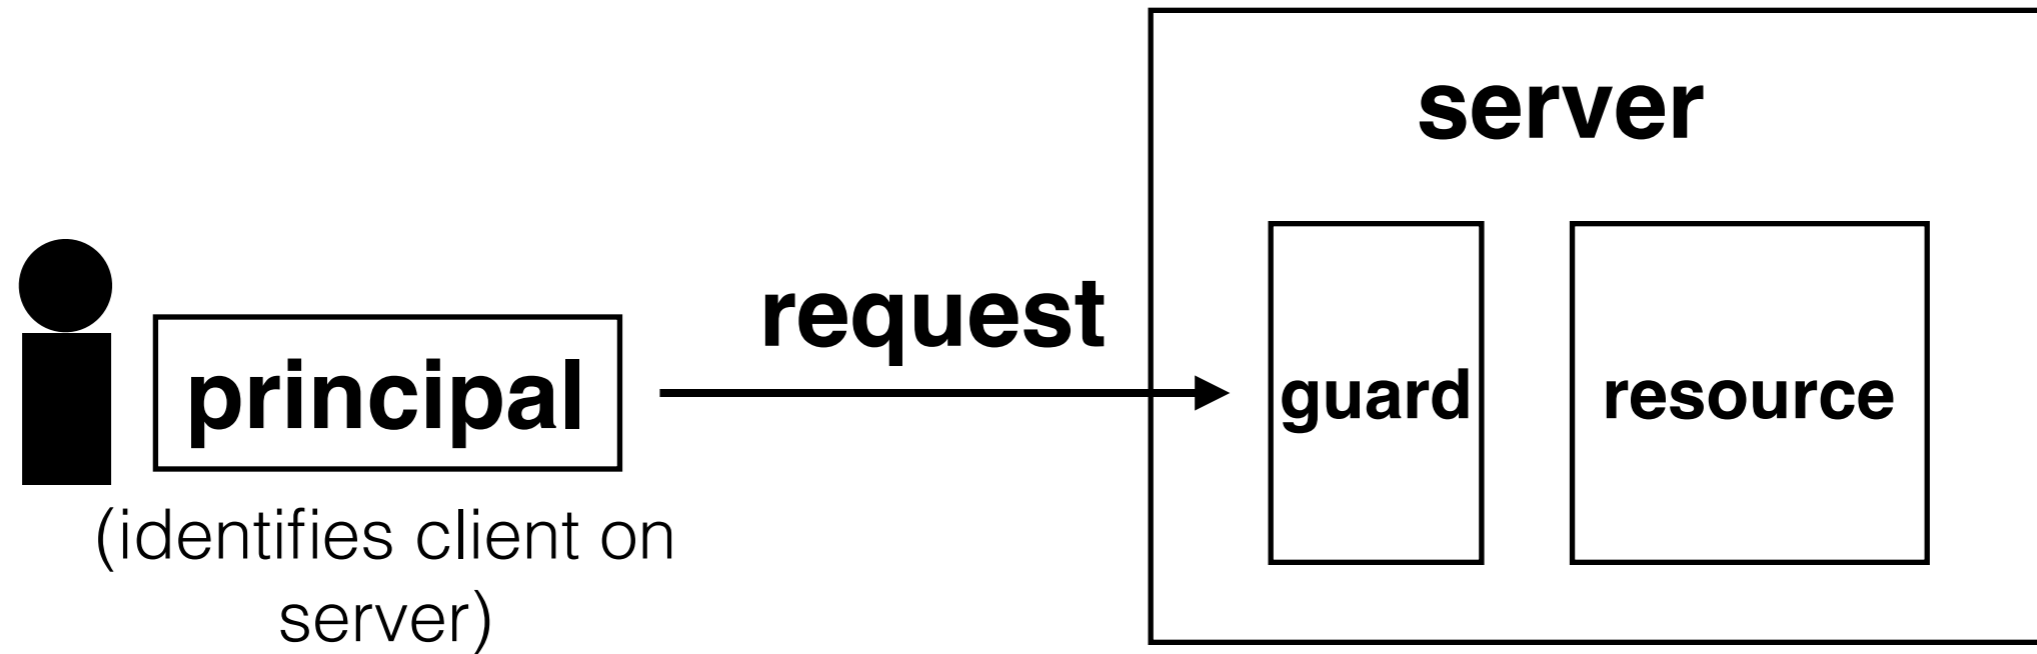 server
request
guard
resource
principal
(identifies client on
server)